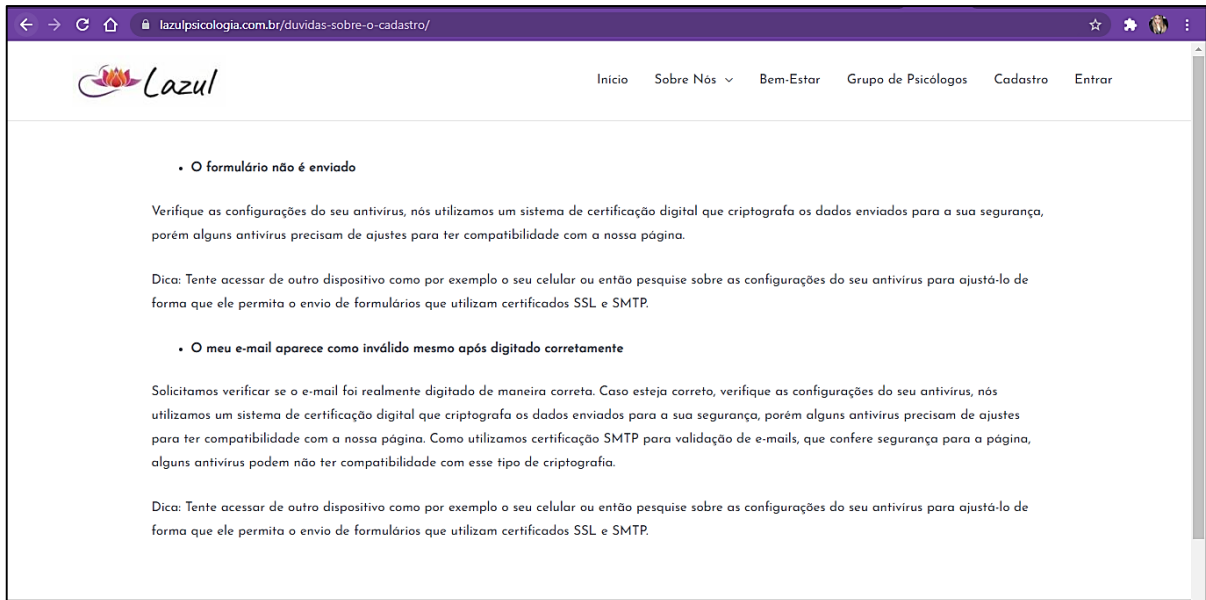 lazulpsicologia.com.br/duvidas-sobre-o-cadastro/
Lazul
Início Sobre Nós Bem-Estar Grupo de Psicólogos Cadastro Entrar
• O formulário não é enviado
Verifique as configurações do seu antivírus, nós utilizamos um sistema de certificação digital que criptografa os dados enviados para a sua segurança,
porém alguns antivírus precisam de ajustes para ter compatibilidade com a nossa página.
Dica: Tente acessar de outro dispositivo como por exemplo o seu celular ou então pesquise sobre as configurações do seu antivírus para ajustá-lo de
forma que ele permita o envio de formulários que utilizam certificados SSL e SMTP.
• O meu e-mail aparece como inválido mesmo após digitado corretamente
Solicitamos verificar se o e-mail foi realmente digitado de maneira correta. Caso esteja correto, verifique as configurações do seu antivírus, nós
utilizamos um sistema de certificação digital que criptografa os dados enviados para a sua segurança, porém alguns antivírus precisam de ajustes
para ter compatibilidade com a nossa página. Como utilizamos certificação SMTP para validação de e-mails, que confere segurança para a página,
alguns antivírus podem não ter compatibilidade com esse tipo de criptografia.
Dica: Tente acessar de outro dispositivo como por exemplo o seu celular ou então pesquise sobre as configurações do seu antivírus para ajustá-lo de
forma que ele permita o envio de formulários que utilizam certificados SSL e SMTP.